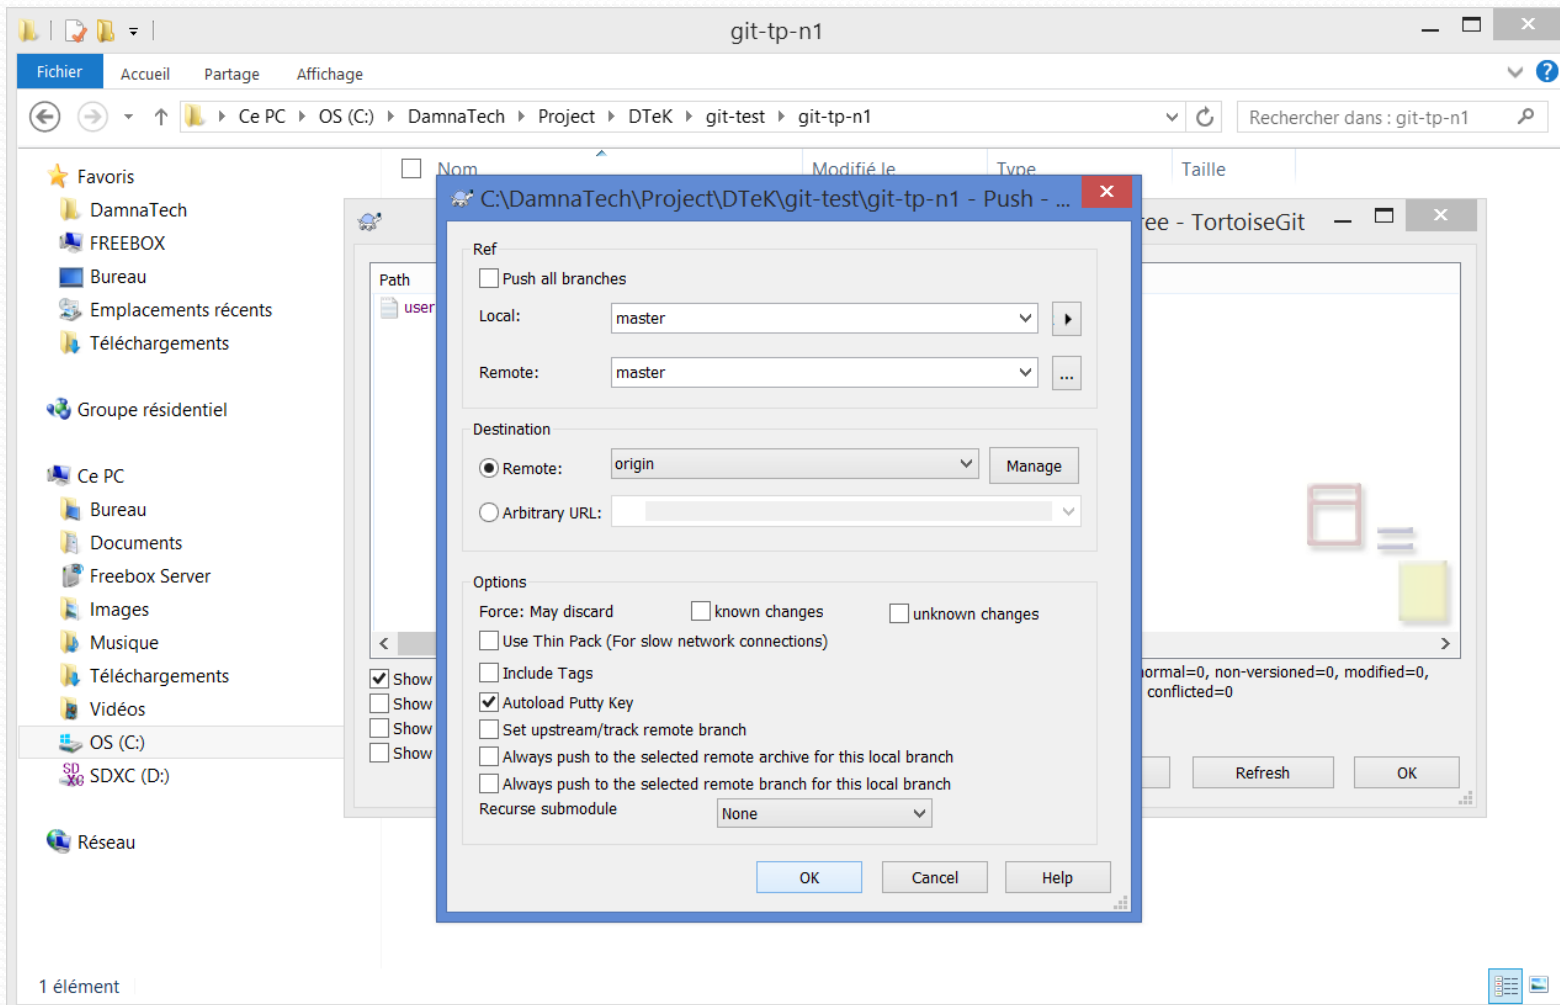 git-tp-n1
Fichier
Accueil
Partage
Affichage
Ce PC
OS (C:)
DamnaTech
Project
DTeK
git-test
git-tp-n1
Rechercher dans : git-tp-n1
Nom
Modifié le
Type
Taille
Favoris
DamnaTech
FREEBOX
Bureau
Emplacements récents
Téléchargements
Groupe résidentiel
Ce PC
Bureau
Documents
Freebox Server
Images
Musique
Téléchargements
Vidéos
OS (C:)
SDXC (D:)
Réseau
1 élément
ee - TortoiseGit
Path
user
Show
Show
Show
Show
ormal=0, non-versioned=0, modified=0,
conflicted=0
Refresh
OK
C:\DamnaTech\Project\DTeK\git-test\git-tp-n1 - Push - ...
Ref
Push all branches
Local:
master
Remote:
master
...
Destination
Remote:
origin
Manage
Arbitrary URL:
Options
Force: May discard
known changes
unknown changes
Use Thin Pack (For slow network connections)
Include Tags
Autoload Putty Key
Set upstream/track remote branch
Always push to the selected remote archive for this local branch
Always push to the selected remote branch for this local branch
Recurse submodule
None
OK
Cancel
Help